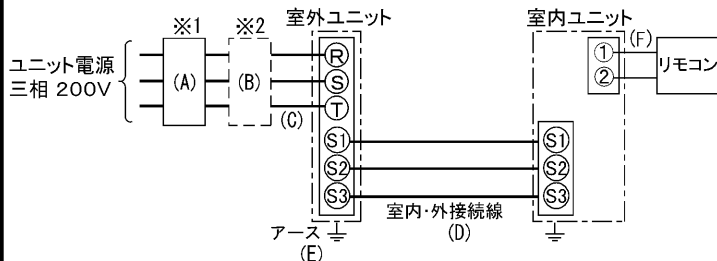 ※1
※2
室外ユニット
室内ユニット
ユニット電源
三相 200V
(A)
(B)
(C)
R
S
T
S1
S2
S3
①
②
(F)
リモコン
S1
S2
S3
室内・外接続線
(D)
アース
(E)